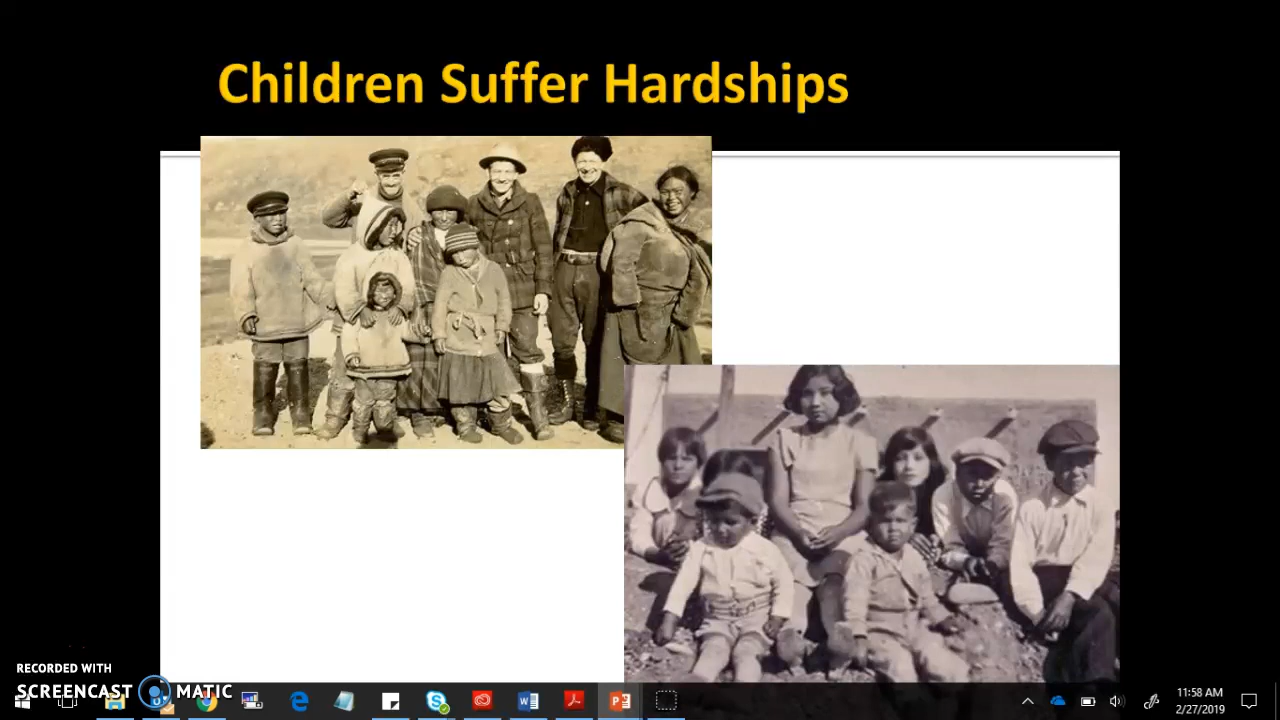 Children Suffer Hardships
RECORDED WITH
SCREENCAST MATIC
11:58 AM
2/27/2019